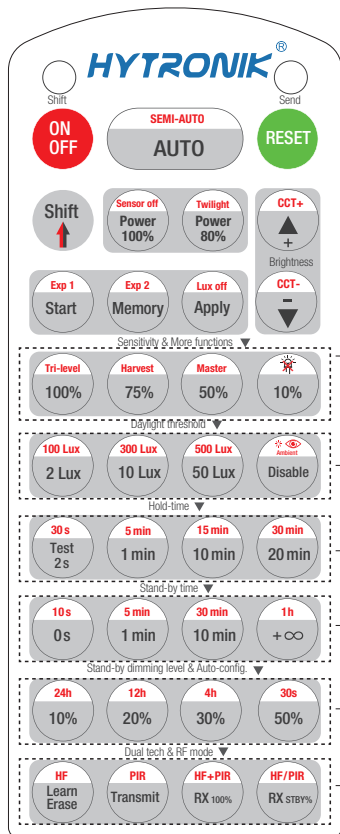 HYTRONIK®
Shift
Send
ON
OFF
SEMI-AUTO
AUTO
RESET
Shift
Sensor off
Power
100%
Twilight
Power
80%
CCT+
+
Brightness
CCT-
-
Exp 1
Start
Exp 2
Memory
Lux off
Apply
Sensitivity & More functions ▼
Tri-level
100%
Harvest
75%
Master
50%
10%
Daylight threshold ▼
100 Lux
2 Lux
300 Lux
10 Lux
500 Lux
50 Lux
Ambient
Disable
Hold-time ▼
30 s
Test
2 s
5 min
1 min
15 min
10 min
30 min
20 min
Stand-by time ▼
10 s
0 s
5 min
1 min
30 min
10 min
1h
+∞
Stand-by dimming level & Auto-config. ▼
24h
10%
12h
20%
4h
30%
30s
50%
Dual tech & RF mode ▼
HF
Learn
Erase
PIR
Transmit
HF+PIR
RX 100%
HF/PIR
RX STBY%